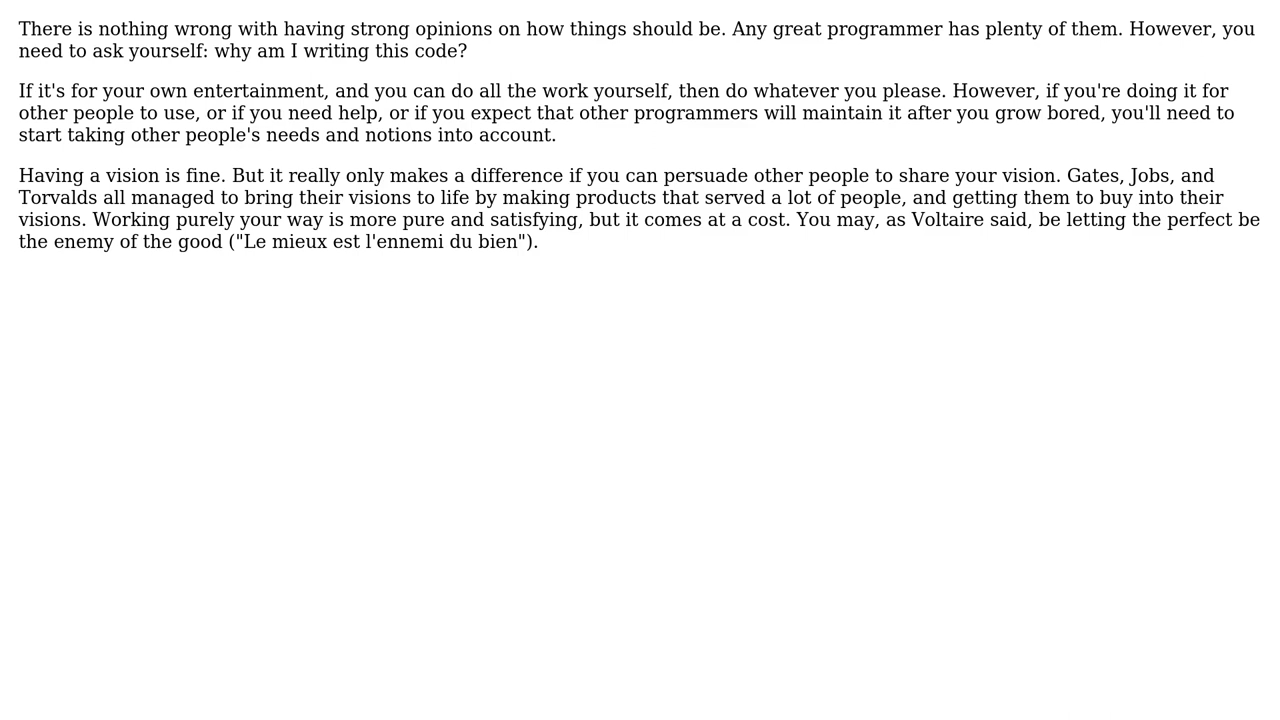 There is nothing wrong with having strong opinions on how things should be. Any great programmer has plenty of them. However, you
need to ask yourself: why am I writing this code?
If it's for your own entertainment, and you can do all the work yourself, then do whatever you please. However, if you're doing it for
other people to use, or if you need help, or if you expect that other programmers will maintain it after you grow bored, you'll need to
start taking other people's needs and notions into account.
Having a vision is fine. But it really only makes a difference if you can persuade other people to share your vision. Gates, Jobs, and
Torvalds all managed to bring their visions to life by making products that served a lot of people, and getting them to buy into their
visions. Working purely your way is more pure and satisfying, but it comes at a cost. You may, as Voltaire said, be letting the perfect be
the enemy of the good ("Le mieux est l'ennemi du bien").